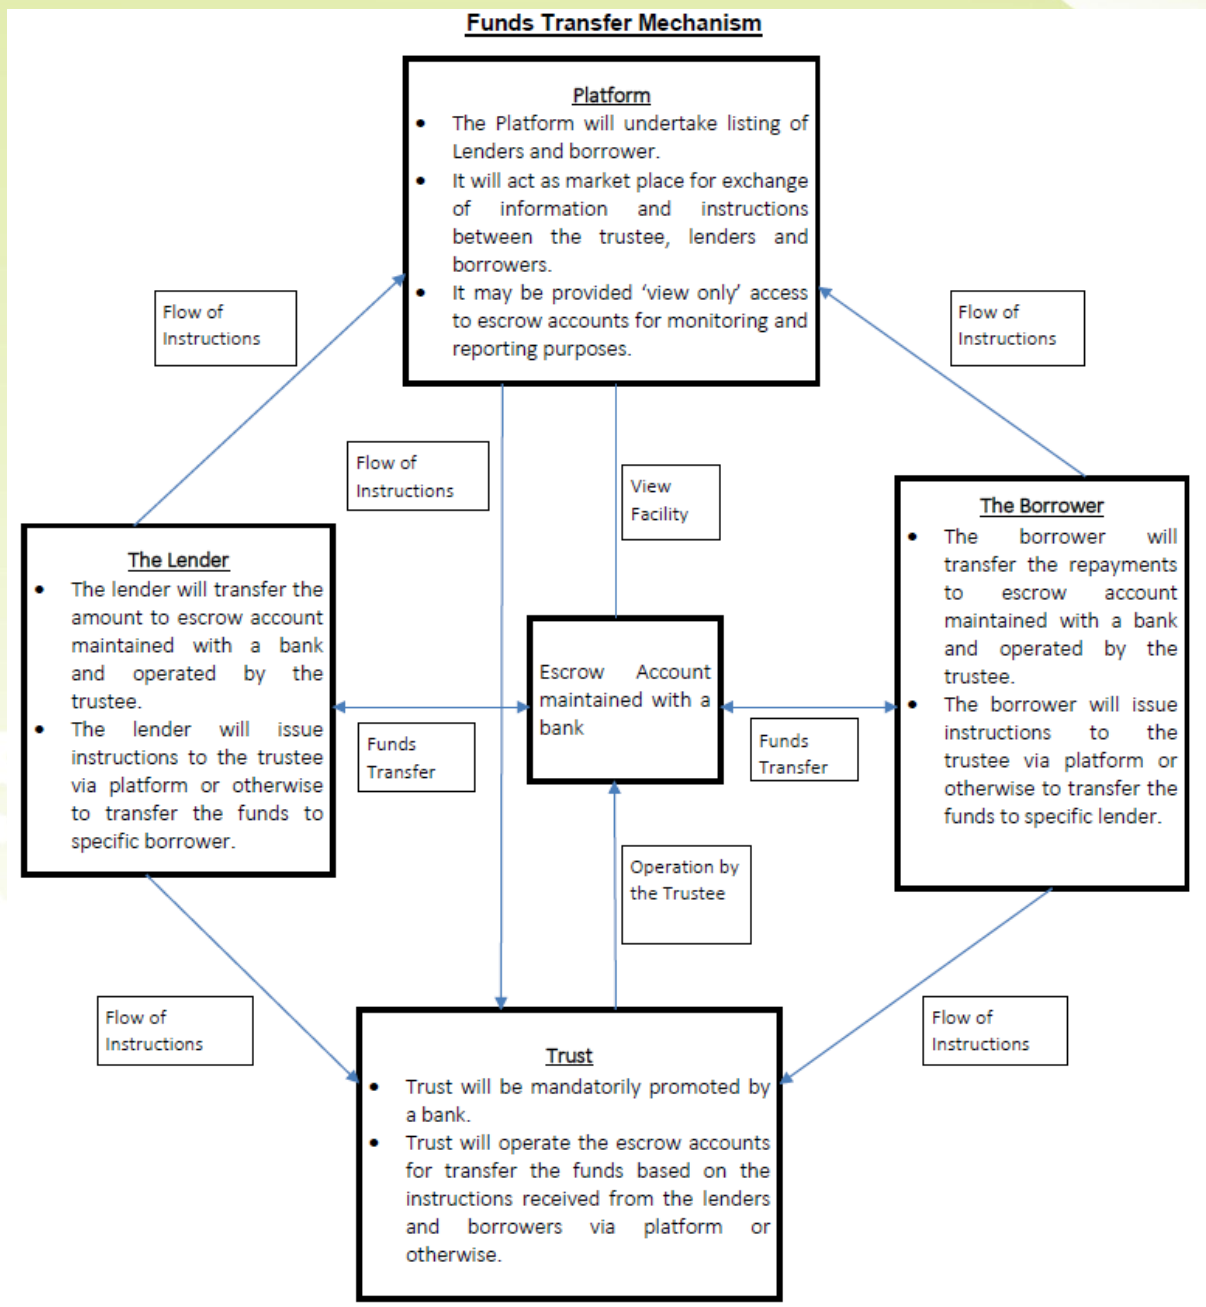 Funds Transfer Mechanism
Platform
• The Platform will undertake listing of
Lenders and borrower.
• It will act as market place for exchange
of information and instructions
between the trustee, lenders and
borrowers.
• It may be provided ‘view only’ access
to escrow accounts for monitoring and
reporting purposes.
Flow of
Instructions
Flow of
Instructions
Flow of
Instructions
View
Facility
The Lender
• The lender will transfer the
amount to escrow account
maintained with a bank
and operated by the
trustee.
• The lender will issue
instructions to the trustee
via platform or otherwise
to transfer the funds to
specific borrower.
Funds
Transfer
Escrow Account
maintained with a
bank
Funds
Transfer
The Borrower
• The borrower will
transfer the repayments
to escrow account
maintained with a bank
and operated by the
trustee.
• The borrower will issue
instructions to the
trustee via platform or
otherwise to transfer the
funds to specific lender.
Operation by
the Trustee
Flow of
Instructions
Flow of
Instructions
Trust
• Trust will be mandatorily promoted by
a bank.
• Trust will operate the escrow accounts
for transfer the funds based on the
instructions received from the lenders
and borrowers via platform or
otherwise.